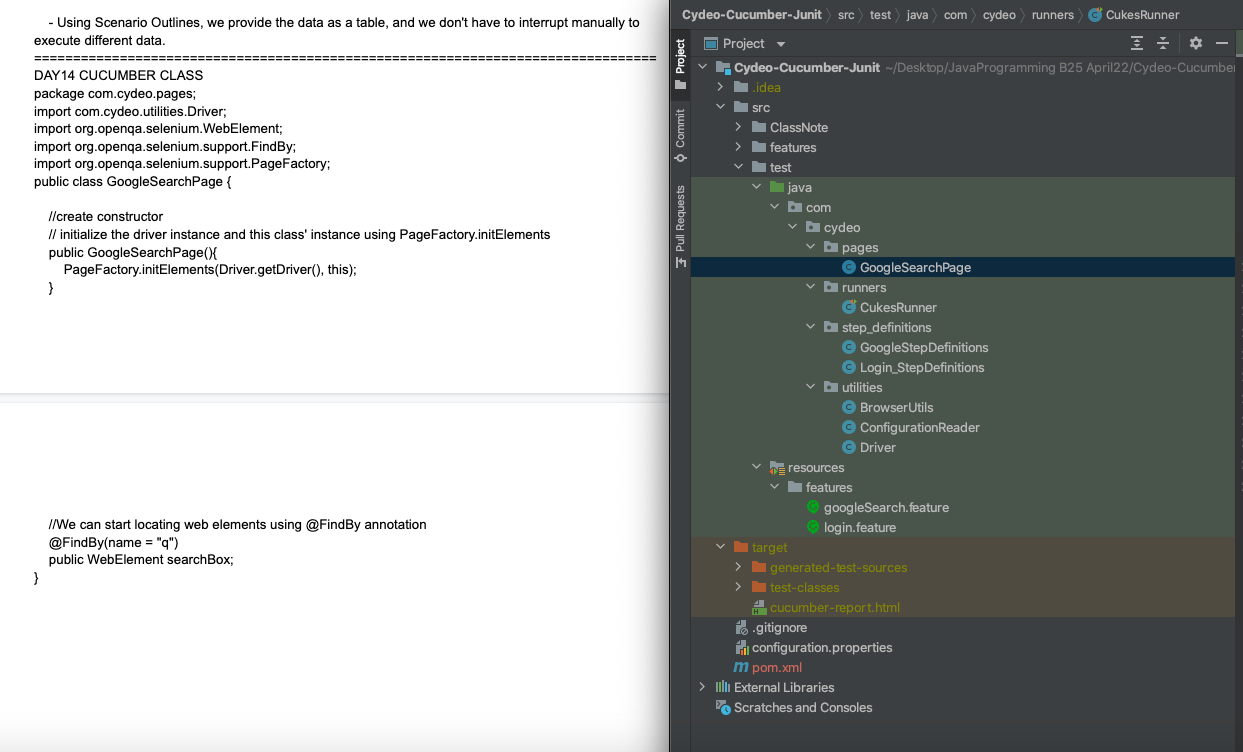 - Using Scenario Outlines, we provide the data as a table, and we don't have to interrupt manually to
execute different data.
================================================================================
DAY14 CUCUMBER CLASS
package com.cydeo.pages;
import com.cydeo.utilities.Driver;
import org.openqa.selenium.WebElement;
import org.openqa.selenium.support.FindBy;
import org.openqa.selenium.support.PageFactory;
public class GoogleSearchPage {
//create constructor
// initialize the driver instance and this class' instance using PageFactory.initElements
public GoogleSearchPage(){
PageFactory.initElements(Driver.getDriver(), this);
}
//We can start locating web elements using @FindBy annotation
@FindBy(name = "q")
public WebElement searchBox;
}
Cydeo-Cucumber-Junit 〉 src 〉 test 〉 java 〉 com 〉 cydeo 〉 runners 〉 CukesRunner
Project
Commit
Pull Requests
Project
Cydeo-Cucumber-Junit ~/Desktop/JavaProgramming B25 April22/Cydeo-Cucumber
.idea
src
ClassNote
features
test
java
com
cydeo
pages
GoogleSearchPage
runners
CukesRunner
step_definitions
GoogleStepDefinitions
Login_StepDefinitions
utilities
BrowserUtils
ConfigurationReader
Driver
resources
features
googleSearch.feature
login.feature
target
generated-test-sources
test-classes
cucumber-report.html
.gitignore
configuration.properties
pom.xml
External Libraries
Scratches and Consoles